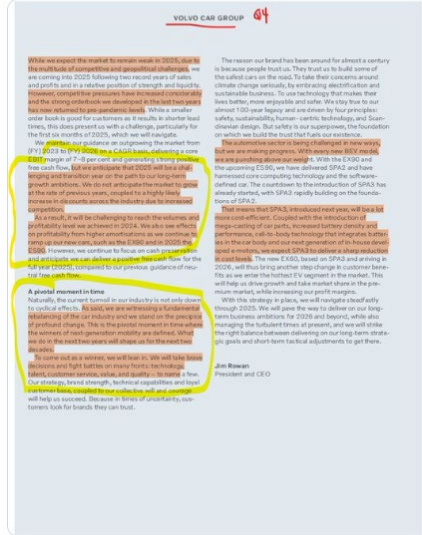 VOLVO CAR GROUP Q4
While we expect the market to remain weak in 2025, due to
the multitude of competitive and geopolitical challenges, we
are coming into 2025 following two record years of sales
and profits and in a relative position of strength and liquidity.
However, competitive pressures have increased considerably
and the strong orderbook we developed in the last two years
has now returned to pre-pandemic levels. While a smaller
order book is good for customers as it results in shorter lead
times, this does present us with a challenge, particularly for
the first six months of 2025, which we will navigate.
We maintain our guidance of outgrowing the market from
(FY) 2023 to (FY) 2026 on a CAGR-basis, delivering a core
EBIT margin of 7–8 per cent and generating strong positive
free cash flow, but we anticipate that 2025 will be a chal-
lenging and transition year on the path to our long-term
growth ambitions. We do not anticipate the market to grow
at the rate of previous years, coupled to a highly likely
increase in discounts across the industry due to increased
competition.
As a result, it will be challenging to reach the volumes and
profitability level we achieved in 2024. We also see effects
on profitability from higher amortisations as we continue to
ramp up our new cars, such as the EX90 and in 2025 the
ES90. However, we continue to focus on cash preservation
and anticipate we can deliver a positive free cash flow for the
full year (2025), compared to our previous guidance of neu-
tral free cash flow.
A pivotal moment in time
Naturally, the current turmoil in our industry is not only down
to cyclical effects. As said, we are witnessing a fundamental
rebalancing of the car industry and we stand on the precipice
of profound change. This is the pivotal moment in time where
the winners of next-generation mobility are defined. What
we do in the next two years will shape us for the next two
decades.
To come out as a winner, we will lean in. We will take brave
decisions and fight battles on many fronts: technology,
talent, customer service, value, and quality – to name a few.
Our strategy, brand strength, technical capabilities and loyal
customer base, coupled to our collective will and courage
will help us succeed. Because in times of uncertainty, cus-
tomers look for brands they can trust.
The reason our brand has been around for almost a century
is because people trust us. They trust us to build some of
the safest cars on the road. To take their concerns around
climate change seriously, by embracing electrification and
sustainable business. To use technology that makes their
lives better, more enjoyable and safer. We stay true to our
almost 100-year legacy and are driven by four principles:
safety, sustainability, human-centric technology, and Scan-
dinavian design. But safety is our superpower, the foundation
on which we build the trust that fuels our existence.
The automotive sector is being challenged in new ways,
but we are making progress. With every new BEV model,
we are punching above our weight. With the EX90 and
the upcoming ES90, we have delivered SPA2 and have
harnessed core computing technology and the software-
defined car. The countdown to the introduction of SPA3 has
already started, with SPA3 rapidly building on the founda-
tions of SPA2.
That means that SPA3, introduced next year, will be a lot
more cost-efficient. Coupled with the introduction of
mega-casting of car parts, increased battery density and
performance, cell-to-body technology that integrates batter-
ies in the car body and our next generation of in-house devel-
oped e-motors, we expect SPA3 to deliver a sharp reduction
in cost levels. The new EX60, based on SPA3 and arriving in
2026, will thus bring another step change in customer bene-
fits as we enter the hottest EV segment in the market. This
will help us drive growth and take market share in the pre-
mium market, while increasing our profit margins.
With this strategy in place, we will navigate steadfastly
through 2025. We will pave the way to deliver on our long-
term business ambitions for 2026 and beyond, while also
managing the turbulent times at present, and we will strike
the right balance between delivering on our long-term strate-
gic goals and short-term tactical adjustments to get there.
Jim Rowan
President and CEO